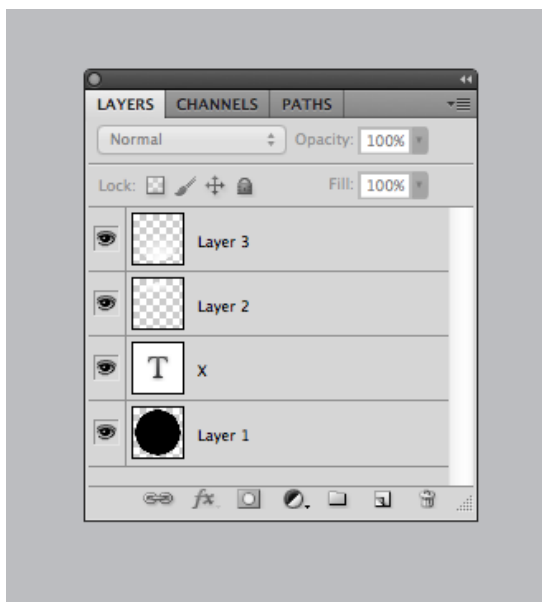 LAYERS CHANNELS PATHS
Normal Opacity: 100%
Lock: Fill: 100%
Layer 3
Layer 2
T X
Layer 1
fx